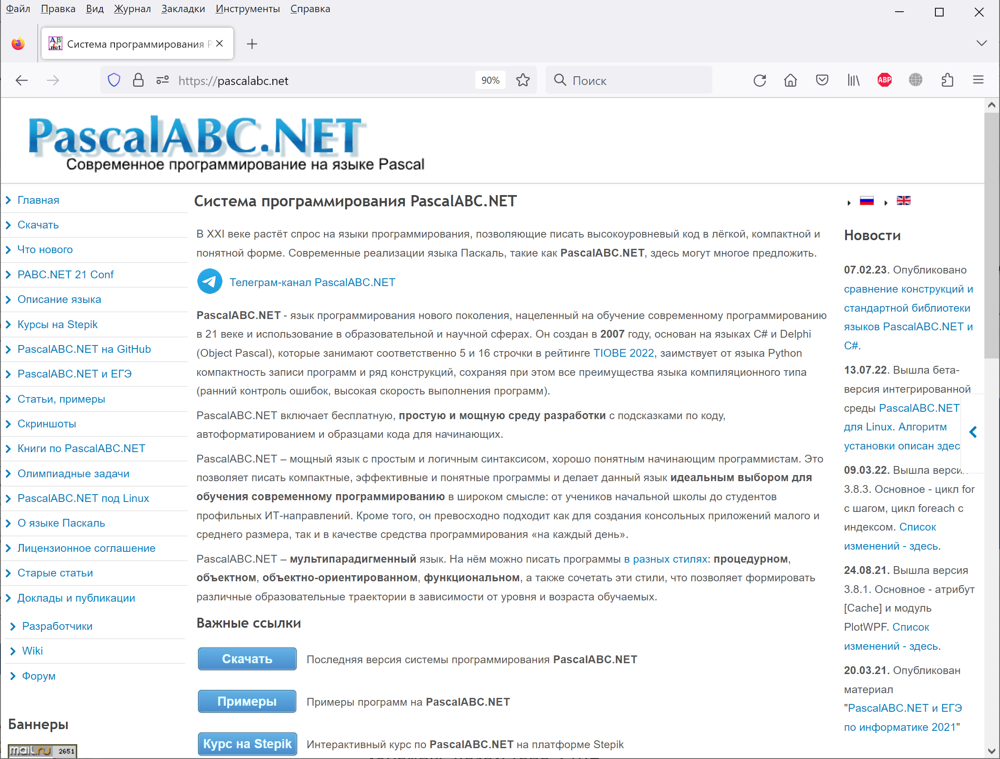 Файл Правка Вид Журнал Закладки Инструменты Справка
Система программирования P
https://pascalabc.net
90%
Поиск
ABP
PascalABC.NET
Современное программирование на языке Pascal
Главная
Скачать
Что нового
PABC.NET 21 Conf
Описание языка
Курсы на Stepik
PascalABC.NET на GitHub
PascalABC.NET и ЕГЭ
Статьи, примеры
Скриншоты
Книги по PascalABC.NET
Олимпиадные задачи
PascalABC.NET под Linux
О языке Паскаль
Лицензионное соглашение
Старые статьи
Доклады и публикации
Разработчики
Wiki
Форум
Баннеры
mail.ru 2651
Система программирования PascalABC.NET
В XXI веке растёт спрос на языки программирования, позволяющие писать высокоуровневый код в лёгкой, компактной и
понятной форме. Современные реализации языка Паскаль, такие как PascalABC.NET, здесь могут многое предложить.
Телеграм-канал PascalABC.NET
PascalABC.NET - язык программирования нового поколения, нацеленный на обучение современному программированию
в 21 веке и использование в образовательной и научной сферах. Он создан в 2007 году, основан на языках C# и Delphi
(Object Pascal), которые занимают соответственно 5 и 16 строчки в рейтинге TIOBE 2022, заимствует от языка Python
компактность записи программ и ряд конструкций, сохраняя при этом все преимущества языка компиляционного типа
(ранний контроль ошибок, высокая скорость выполнения программ).
PascalABC.NET включает бесплатную, простую и мощную среду разработки с подсказками по коду,
автоформатированием и образцами кода для начинающих.
PascalABC.NET – мощный язык с простым и логичным синтаксисом, хорошо понятным начинающим программистам. Это
позволяет писать компактные, эффективные и понятные программы и делает данный язык идеальным выбором для
обучения современному программированию в широком смысле: от учеников начальной школы до студентов
профильных ИТ-направлений. Кроме того, он превосходно подходит как для создания консольных приложений малого и
среднего размера, так и в качестве средства программирования «на каждый день».
PascalABC.NET – мультипарадигменный язык. На нём можно писать программы в разных стилях: процедурном,
объектном, объектно-ориентированном, функциональном, а также сочетать эти стили, что позволяет формировать
различные образовательные траектории в зависимости от уровня и возраста обучаемых.
Важные ссылки
Скачать Последняя версия системы программирования PascalABC.NET
Примеры Примеры программ на PascalABC.NET
Курс на Stepik Интерактивный курс по PascalABC.NET на платформе Stepik
Новости
07.02.23. Опубликовано
сравнение конструкций и
стандартной библиотеки
языков PascalABC.NET и
C#.
13.07.22. Вышла бета-
версия интегрированной
среды PascalABC.NET
для Linux. Алгоритм
установки описан здес
09.03.22. Вышла версия
3.8.3. Основное - цикл for
с шагом, цикл foreach с
индексом. Список
изменений - здесь.
24.08.21. Вышла версия
3.8.1. Основное - атрибут
[Cache] и модуль
PlotWPF. Список
изменений - здесь.
20.03.21. Опубликован
материал
"PascalABC.NET и ЕГЭ
по информатике 2021"